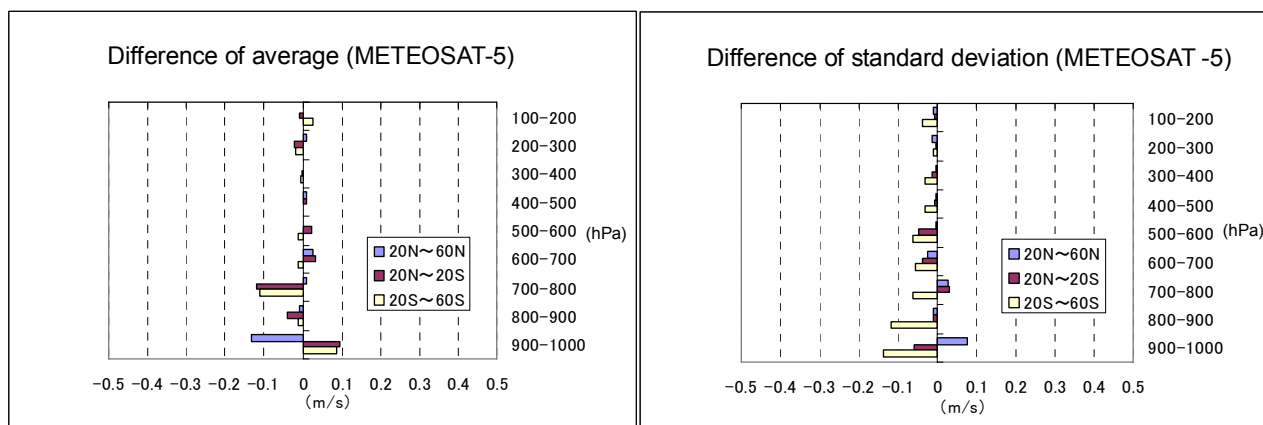 Difference of average (METEOSAT-5)
100-200
200-300
300-400
400-500
500-600
600-700
700-800
800-900
900-1000
(hPa)
20N～60N
20N～20S
20S～60S
-0.5 -0.4 -0.3 -0.2 -0.1 0 0.1 0.2 0.3 0.4 0.5
(m/s)
Difference of standard deviation (METEOSAT -5)
100-200
200-300
300-400
400-500
500-600
600-700
700-800
800-900
900-1000
(hPa)
20N～60N
20N～20S
20S～60S
-0.5 -0.4 -0.3 -0.2 -0.1 0 0.1 0.2 0.3 0.4 0.5
(m/s)